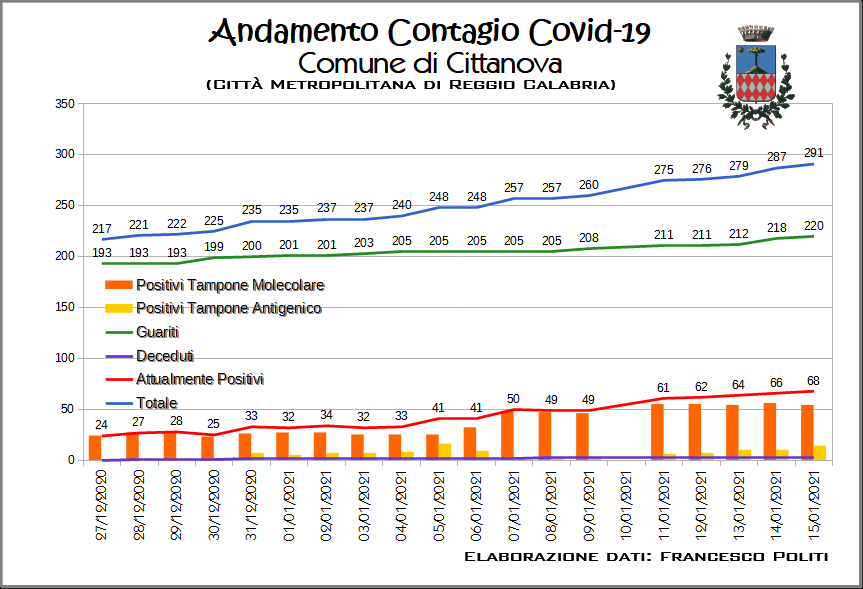 Andamento Contagio Covid-19
Comune di Cittanova
(Città Metropolitana di Reggio Calabria)
350
300
250
200
150
100
50
0
217 221 222 225 235 235 237 237 240 248 248 257 257 260 275 276 279 287 291
193 193 193 199 200 201 201 203 205 205 205 205 205 208 211 211 212 218 220
Positivi Tampone Molecolare
Positivi Tampone Antigenico
Guariti
Deceduti
Attualmente Positivi
Totale
24 27 28 25 33 32 34 32 33 41 41 50 49 49 61 62 64 66 68
27/12/2020 28/12/2020 29/12/2020 30/12/2020 31/12/2020 01/01/2021 02/01/2021 03/01/2021 04/01/2021 05/01/2021 06/01/2021 07/01/2021 08/01/2021 09/01/2021 10/01/2021 11/01/2021 12/01/2021 13/01/2021 14/01/2021 15/01/2021
Elaborazione dati: Francesco Politi